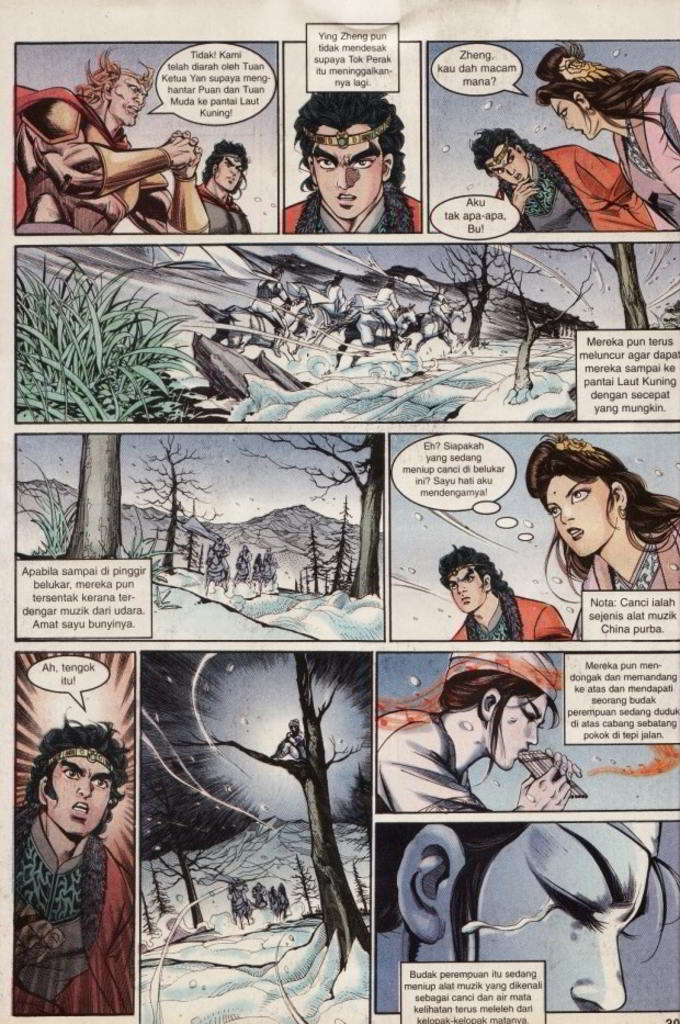 Tidak! Kami
telah diarah oleh Tuan
Ketua Yan supaya meng-
hantar Puan dan Tuan
Muda ke pantai Laut
Kuning!
Ying Zheng pun
tidak mendesak
supaya Tok Perak
itu meninggalkan-
nya lagi.
Zheng,
kau dah macam
mana?
Aku
tak apa-apa,
Bu!
Mereka pun terus
meluncur agar dapat
mereka sampai ke
pantai Laut Kuning
dengan secepat
yang mungkin.
Apabila sampai di pinggir
belukar, mereka pun
tersentak kerana ter-
dengar muzik dari udara.
Amat sayu bunyinya.
Eh? Siapakah
yang sedang
meniup canci di belukar
ini? Sayu hati aku
mendengarnya!
Nota: Canci ialah
sejenis alat muzik
China purba.
Ah, tengok
itu!
Mereka pun men-
dongak dan memandang
ke atas dan mendapati
seorang budak
perempuan sedang duduk
di atas cabang sebatang
pokok di tepi jalan.
Budak perempuan itu sedang
meniup alat muzik yang dikenali
sebagai canci dan air mata
kelihatan terus meleleh dari
kelopak-kelopak matanya.